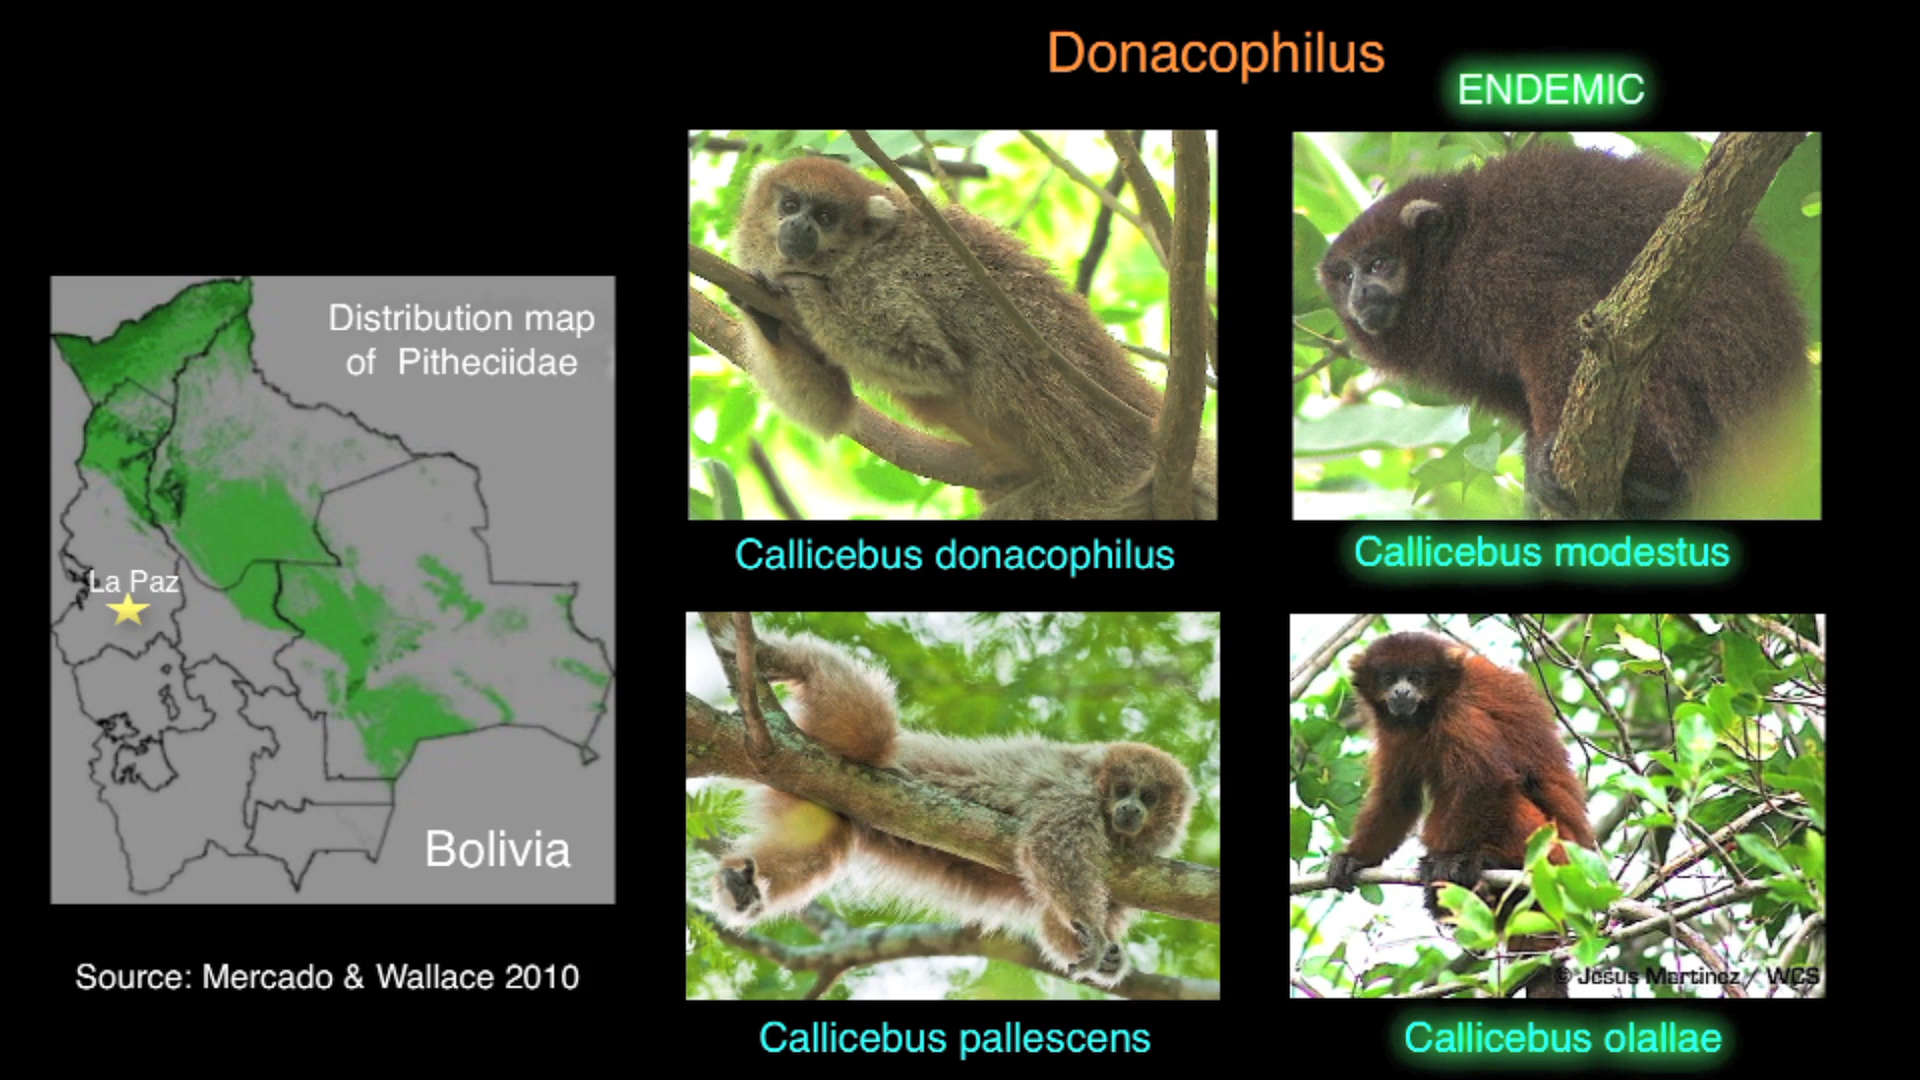 Donacophilus
ENDEMIC
Distribution map
of Pitheciidae
La Paz
Bolivia
Source: Mercado & Wallace 2010
Callicebus donacophilus
Callicebus modestus
© Jesus Martinez / WCS
Callicebus pallescens
Callicebus olallae